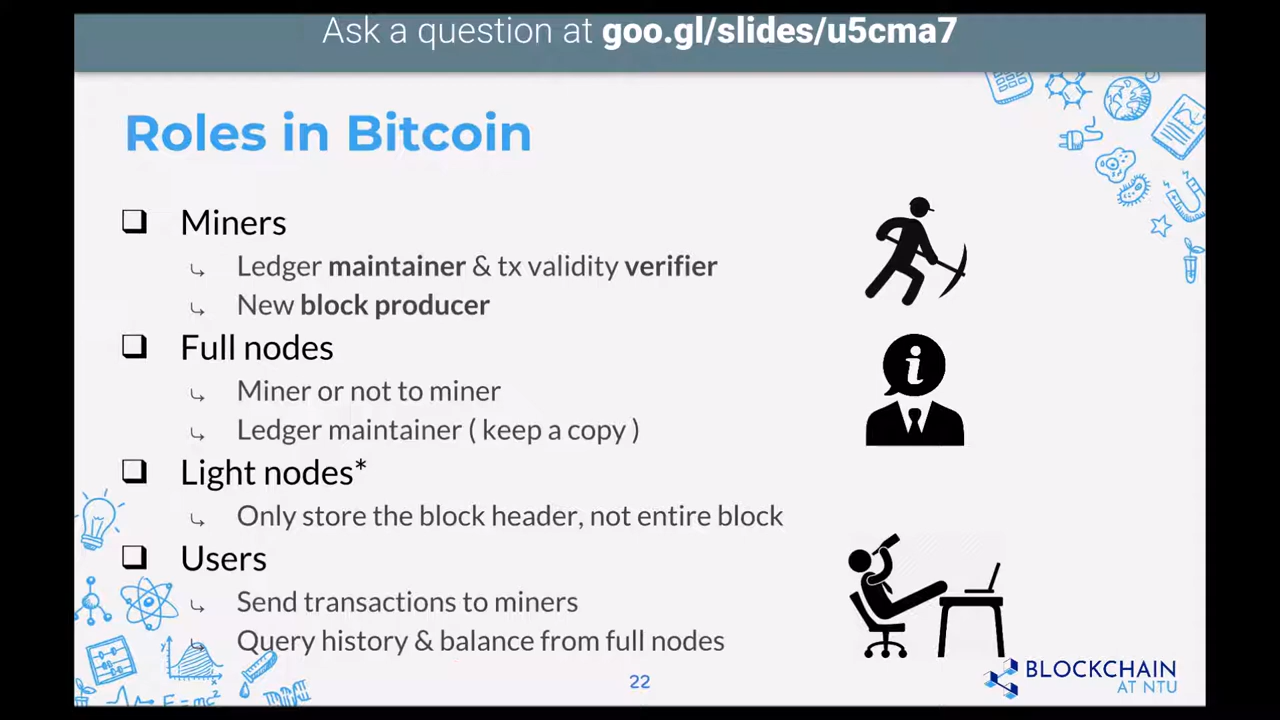 Ask a question at goo.gl/slides/u5cma7
Roles in Bitcoin
Miners
Ledger maintainer & tx validity verifier
New block producer
Full nodes
Miner or not to miner
Ledger maintainer ( keep a copy )
Light nodes*
Only store the block header, not entire block
Users
Send transactions to miners
Query history & balance from full nodes
22
BLOCKCHAIN
AT NTU
y
x
E=mc²